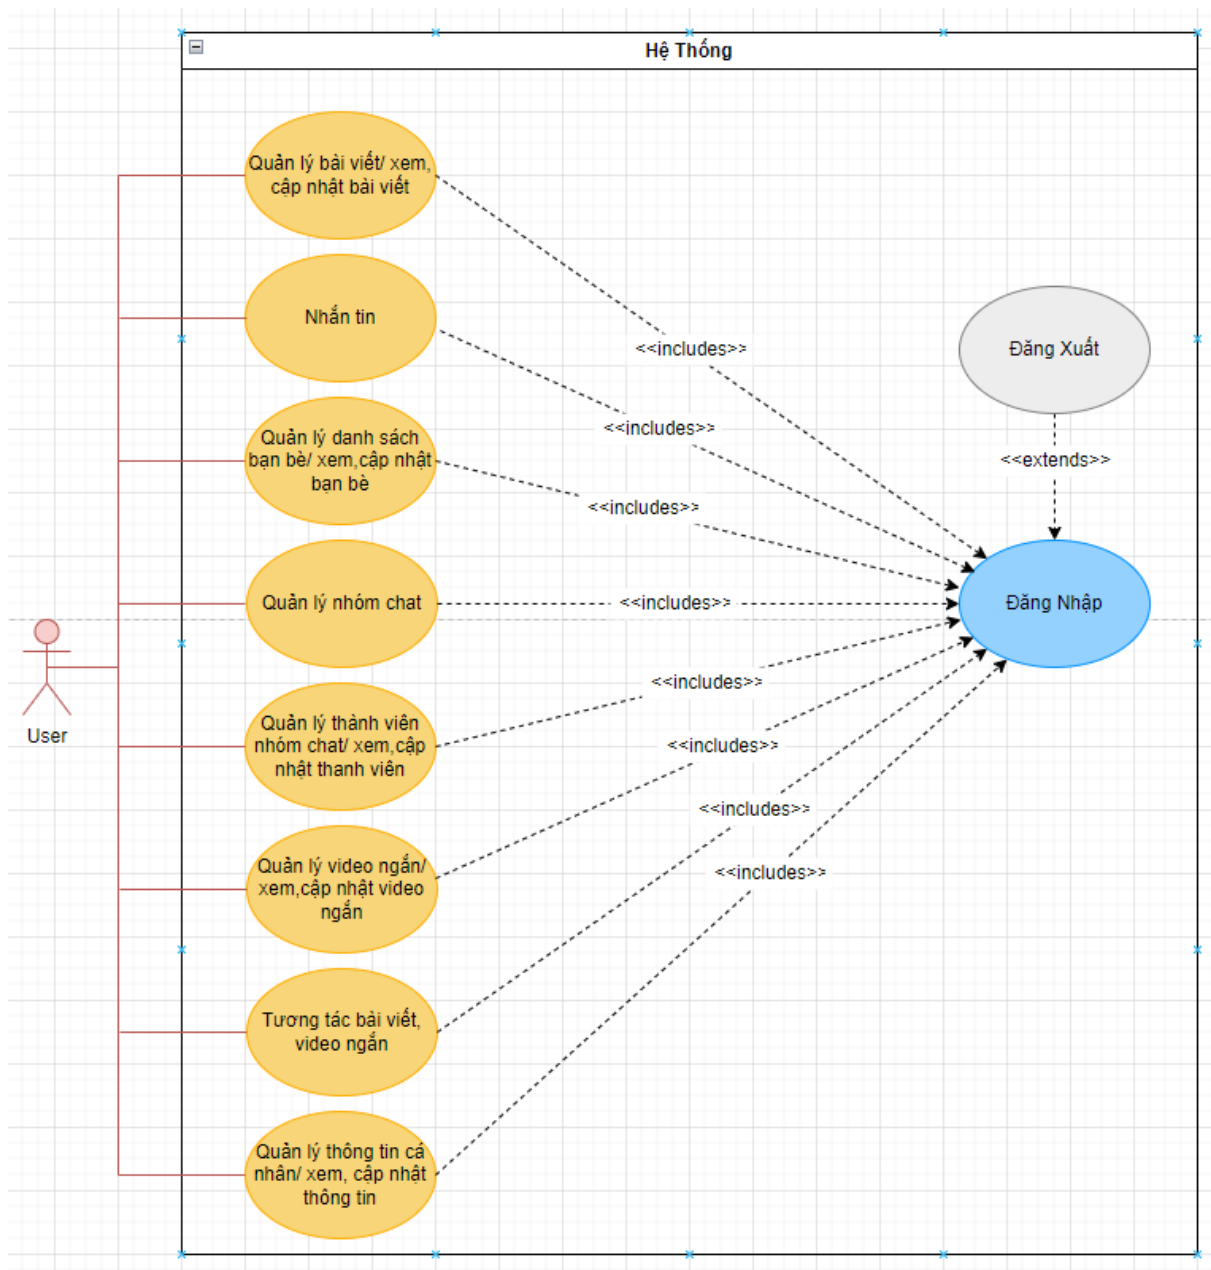 Hệ Thống
Quản lý bài viết/ xem,
cập nhật bài viết
Nhắn tin
<<includes>>
Đăng Xuất
<<includes>>
Quản lý danh sách
bạn bè/ xem,cập nhật
bạn bè
<<extends>>
<<includes>>
Quản lý nhóm chat
<<includes>>
Đăng Nhập
User
Quản lý thành viên
nhóm chat/ xem,cập
nhật thanh viên
<<includes>>
<<includes>>
<<includes>>
Quản lý video ngắn/
xem,cập nhật video
ngắn
<<includes>>
Tương tác bài viết,
video ngắn
Quản lý thông tin cá
nhân/ xem, cập nhật
thông tin